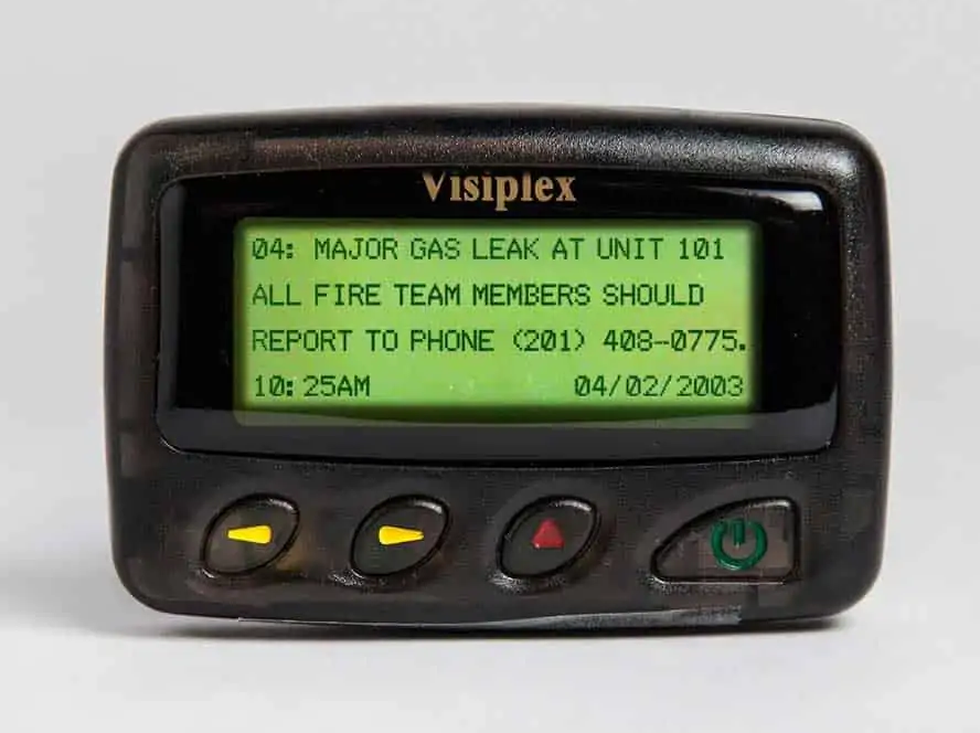 Visiplex
04: MAJOR GAS LEAK AT UNIT 101
ALL FIRE TEAM MEMBERS SHOULD
REPORT TO PHONE (201) 408-0775.
10:25AM 04/02/2003